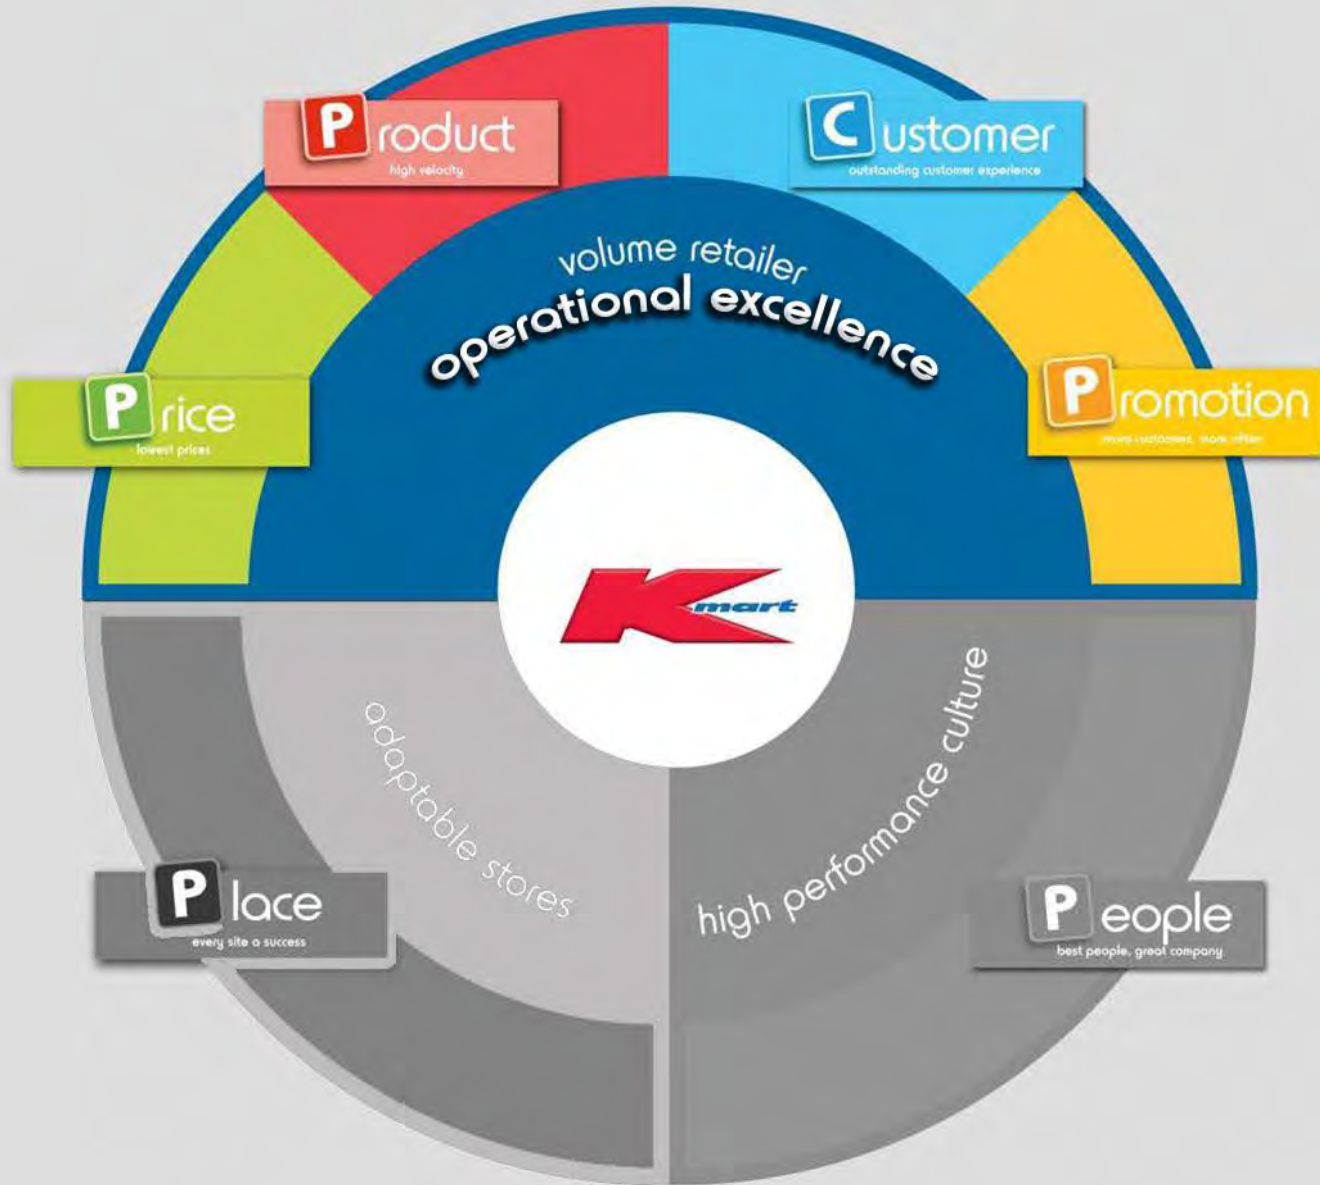 Product
high velocity
Customer
outstanding customer experience
volume retailer
operational excellence
Price
lowest prices
Promotion
more customers, more often
Kmart
adaptable stores
high performance culture
Place
every site a success
People
best people, great company